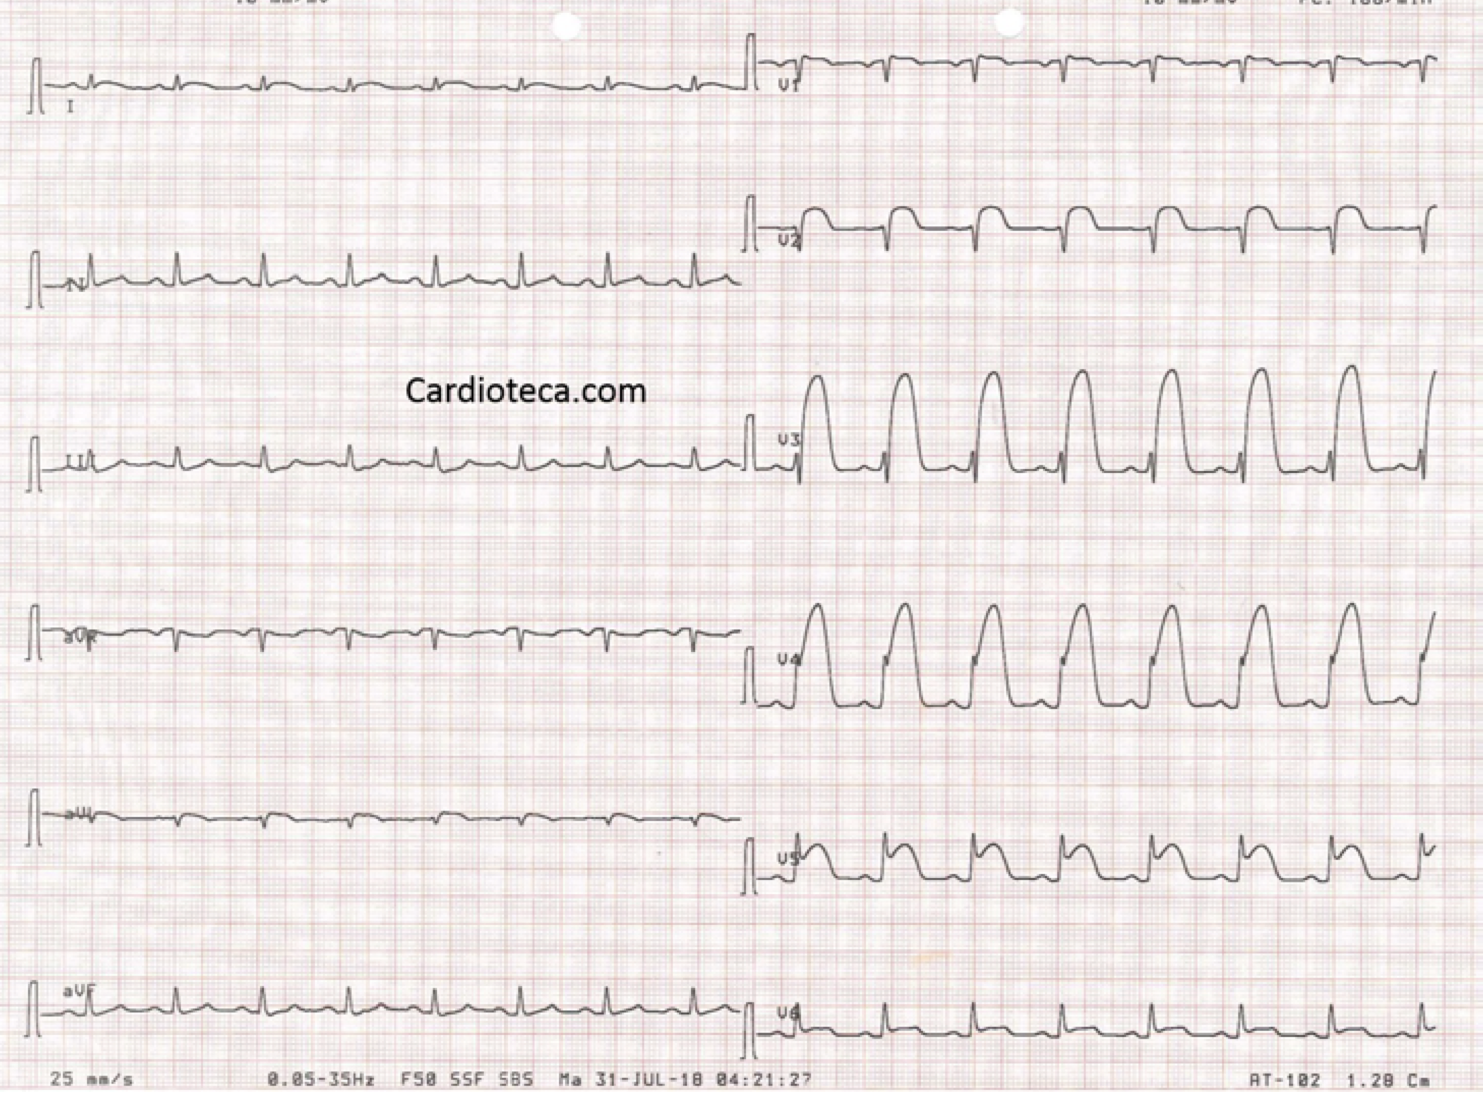 I
V1
V2
Cardioteca.com
V3
aVR
V4
aVL
V5
aVF
V6
25 mm/s 0.05-35Hz F50 SSF SBS Ma 31-JUL-18 04:21:27
AT-102 1.28 Cm